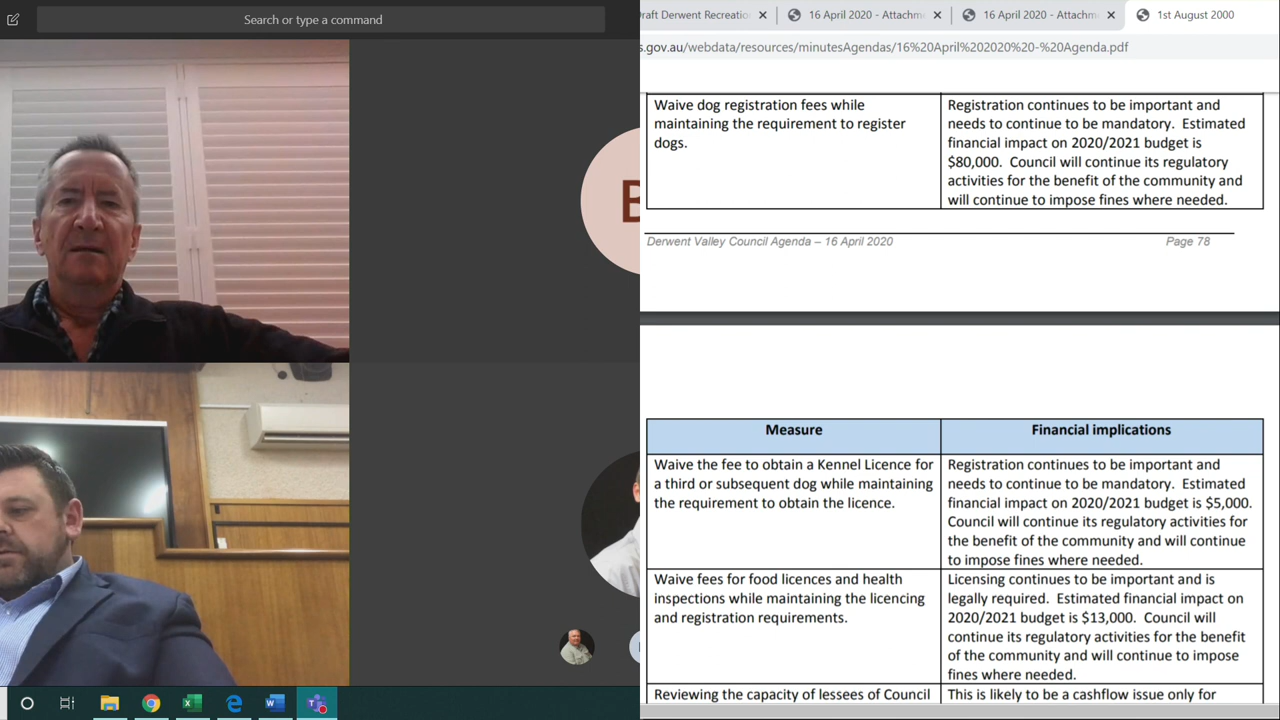 Search or type a command
raft Derwent Recreatio
16 April 2020 - Attachm
16 April 2020 - Attachm
1st August 2000
s.gov.au/webdata/resources/minutesAgendas/16%20April%202020%20-%20Agenda.pdf
Waive dog registration fees while
maintaining the requirement to register
dogs.
Registration continues to be important and
needs to continue to be mandatory. Estimated
financial impact on 2020/2021 budget is
$80,000. Council will continue its regulatory
activities for the benefit of the community and
will continue to impose fines where needed.
Derwent Valley Council Agenda – 16 April 2020
Page 78
B
Measure
Financial implications
Waive the fee to obtain a Kennel Licence for
a third or subsequent dog while maintaining
the requirement to obtain the licence.
Registration continues to be important and
needs to continue to be mandatory. Estimated
financial impact on 2020/2021 budget is $5,000.
Council will continue its regulatory activities for
the benefit of the community and will continue
to impose fines where needed.
Waive fees for food licences and health
inspections while maintaining the licencing
and registration requirements.
Licensing continues to be important and is
legally required. Estimated financial impact on
2020/2021 budget is $13,000. Council will
continue its regulatory activities for the benefit
of the community and will continue to impose
fines where needed.
Reviewing the capacity of lessees of Council
This is likely to be a cashflow issue only for